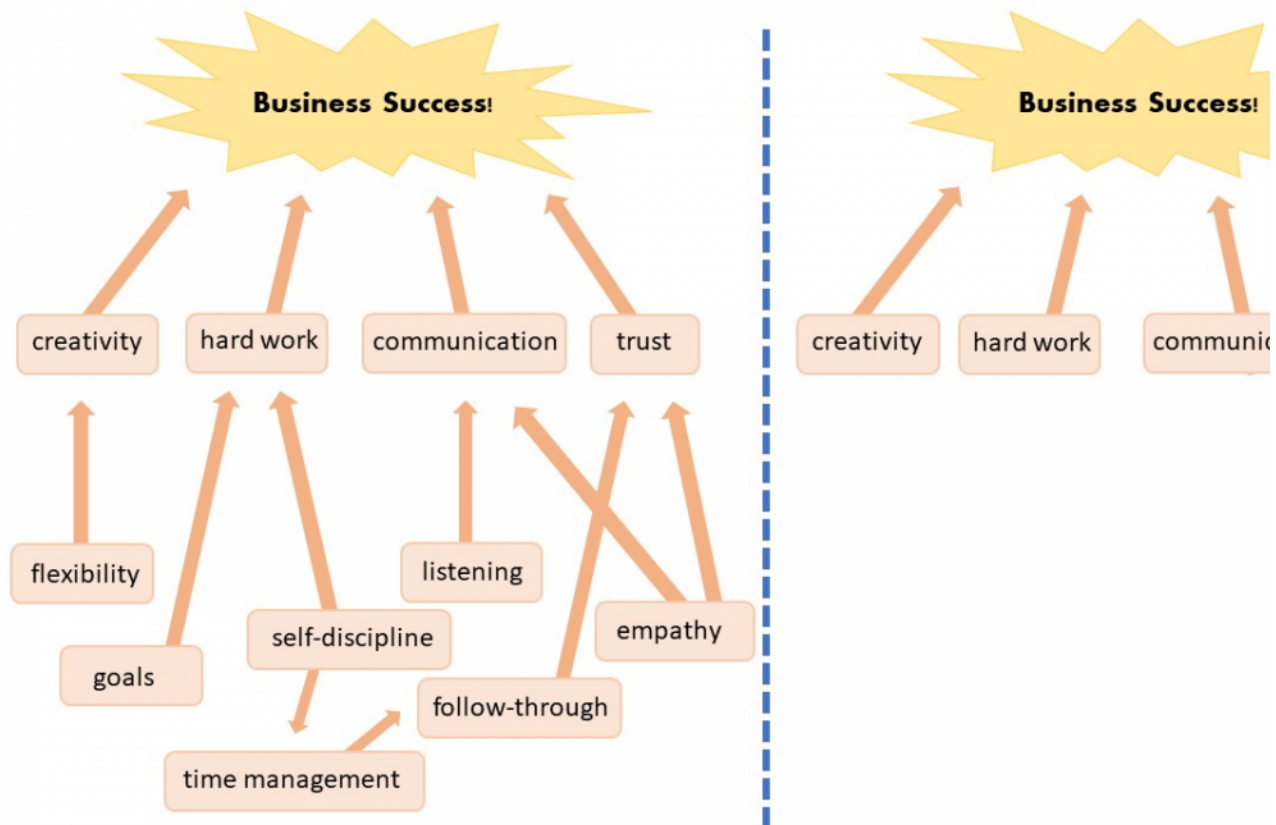 Business Success!
creativity
hard work
communication
trust
flexibility
listening
empathy
self-discipline
goals
follow-through
time management
Business Success!
creativity
hard work
communic